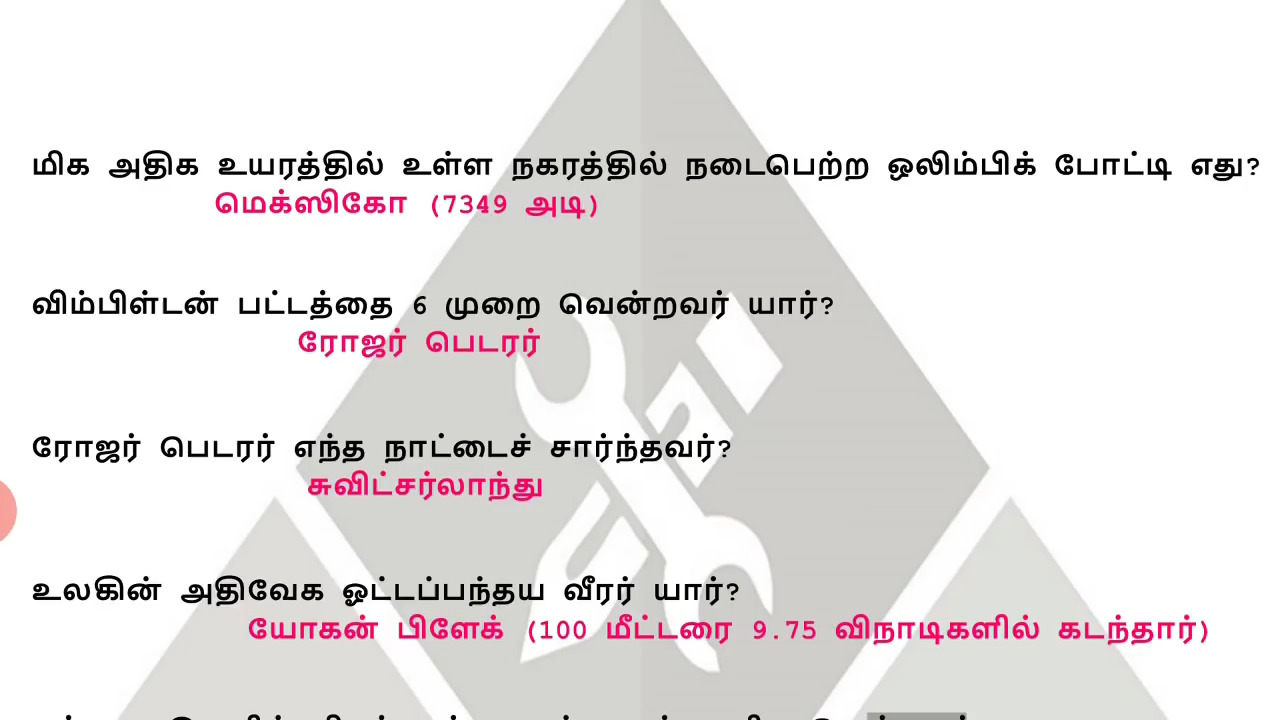 மிக அதிக உயரத்தில் உள்ள நகரத்தில் நடைபெற்ற ஒலிம்பிக் போட்டி எது?
மெக்ஸிகோ (7349 அடி)
விம்பிள்டன் பட்டத்தை 6 முறை வென்றவர் யார்?
ரோஜர் பெடரர்
ரோஜர் பெடரர் எந்த நாட்டைச் சார்ந்தவர்?
சுவிட்சர்லாந்து
உலகின் அதிவேக ஓட்டப்பந்தய வீரர் யார்?
யோகன் பிளேக் (100 மீட்டரை 9.75 விநாடிகளில் கடந்தார்)